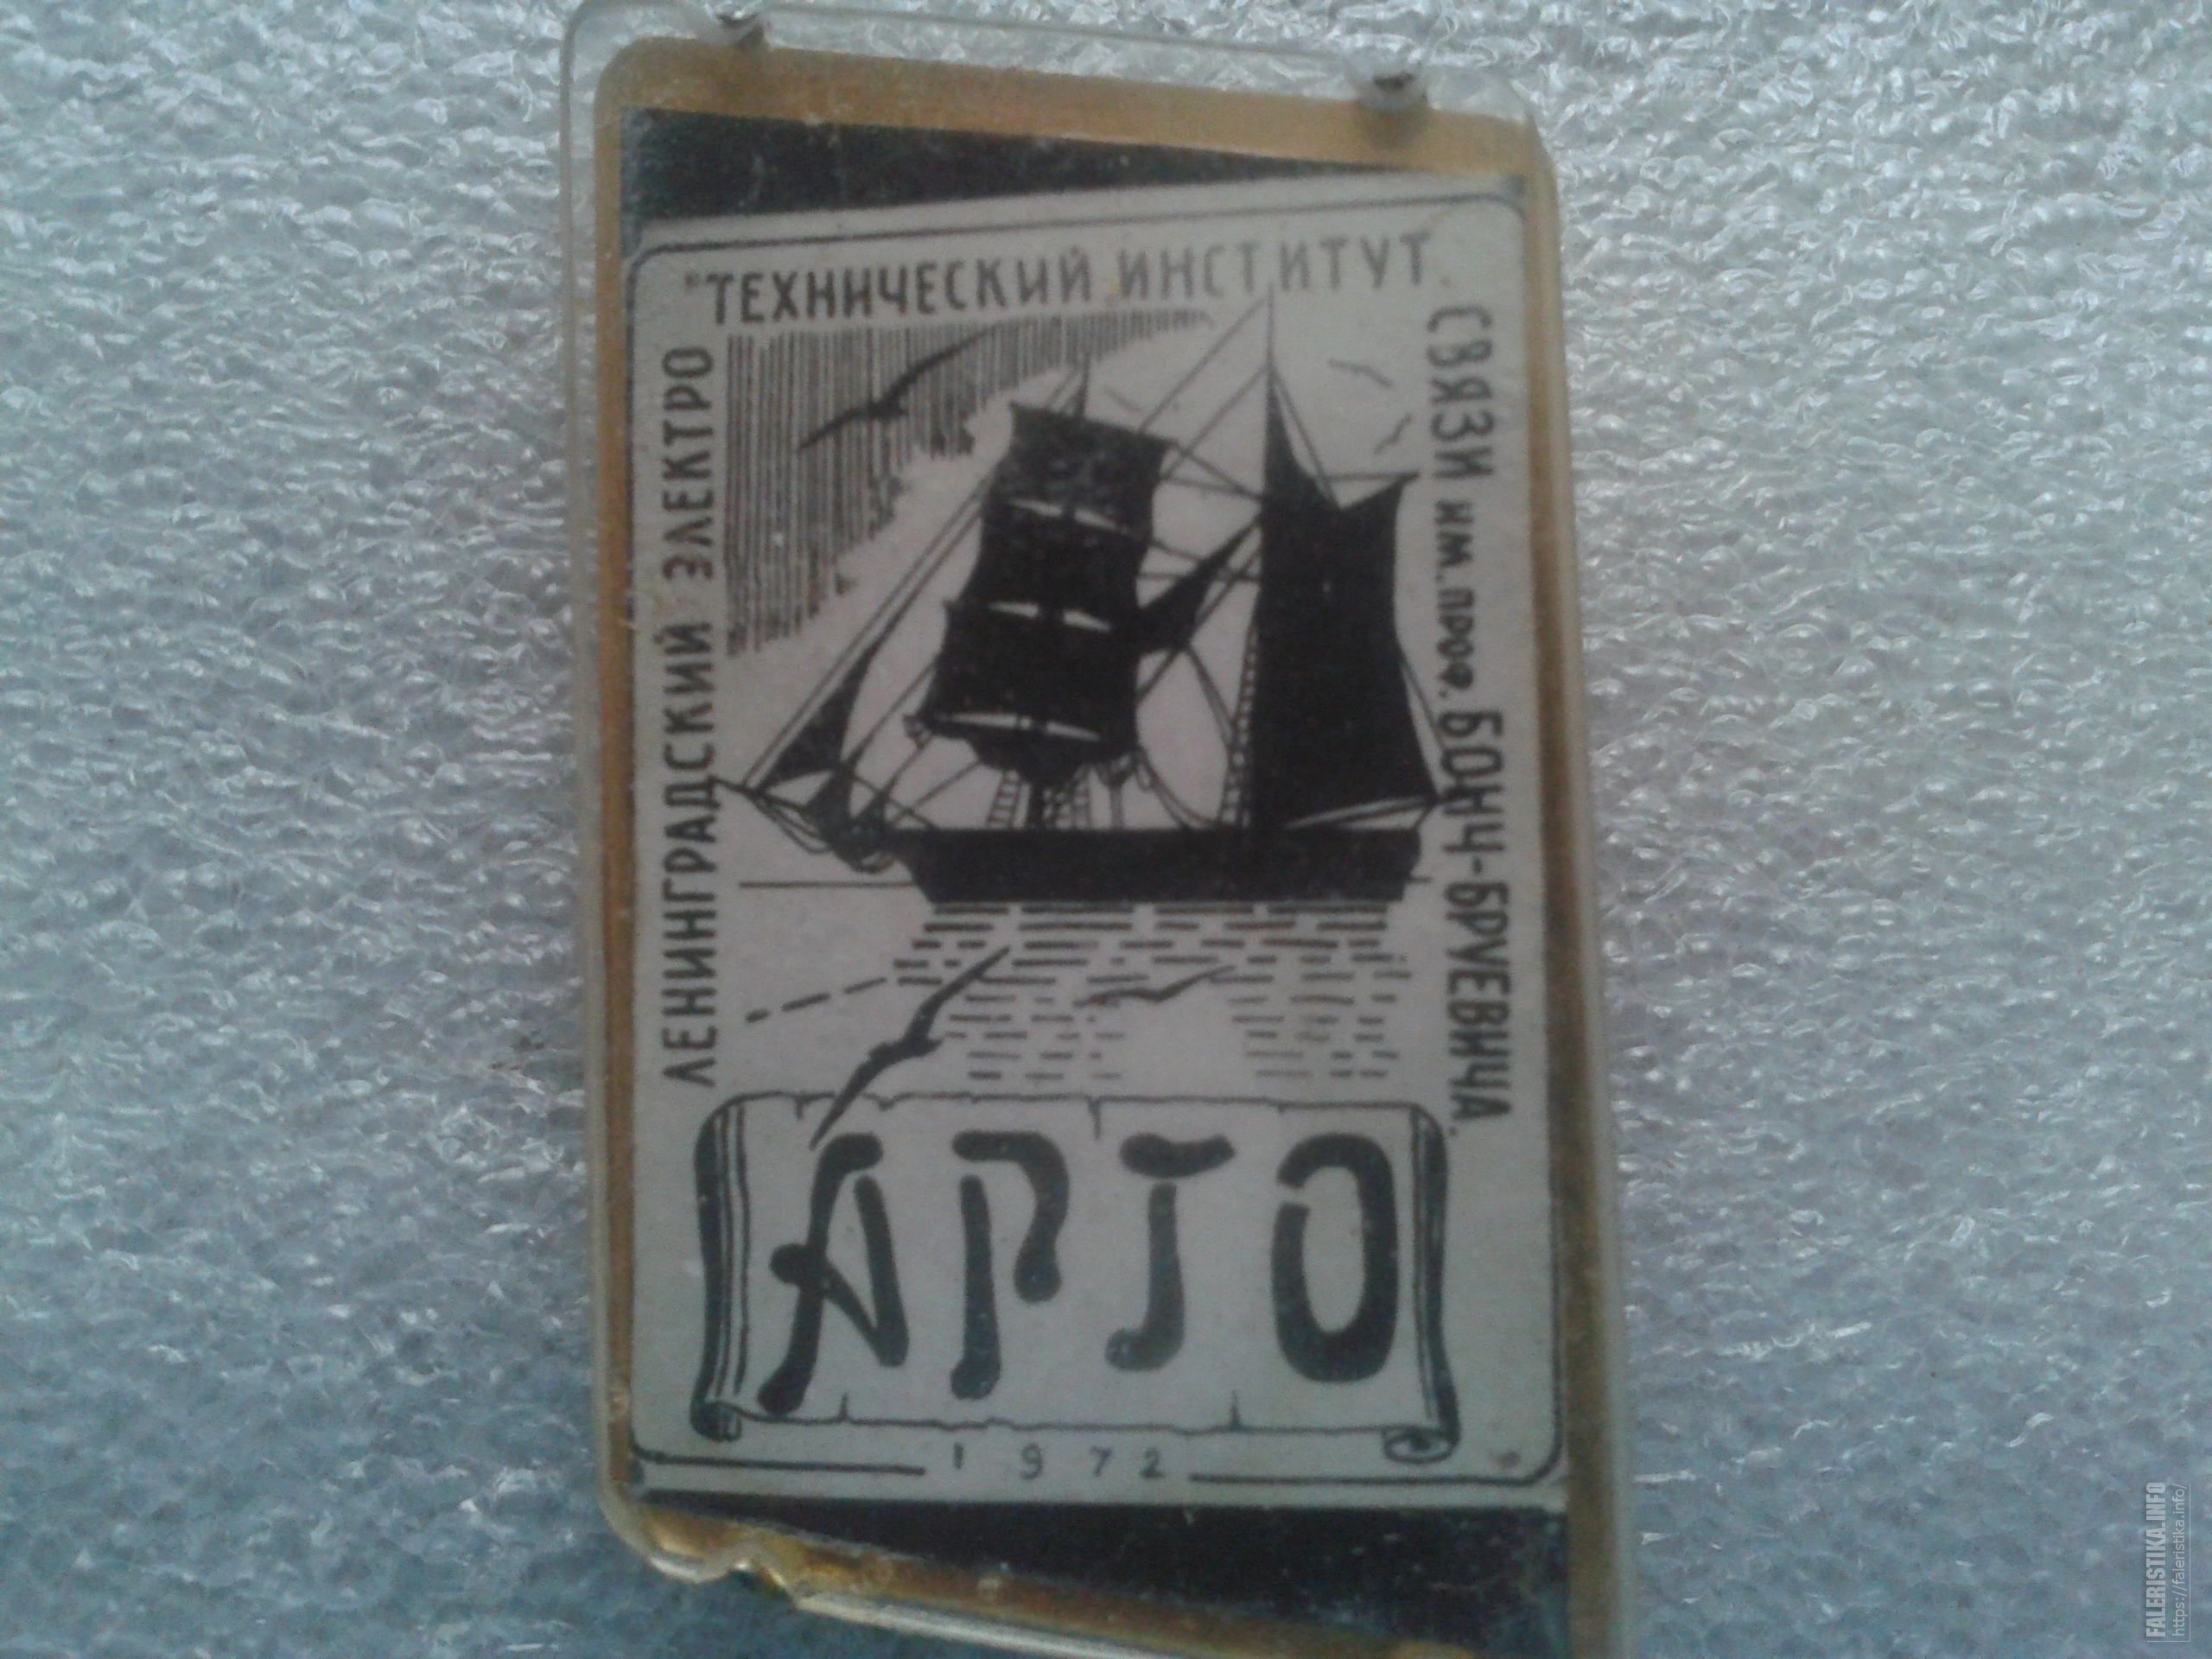 ЛЕНИНГРАДСКИЙ ЭЛЕКТРО
"ТЕХНИЧЕСКИЙ ИНСТИТУТ
СВЯЗИ им. проф. БОНЧ-БРУЕВИЧА.
АРГО
1972
FALERISTIKA.INFO
https://faleristika.info/